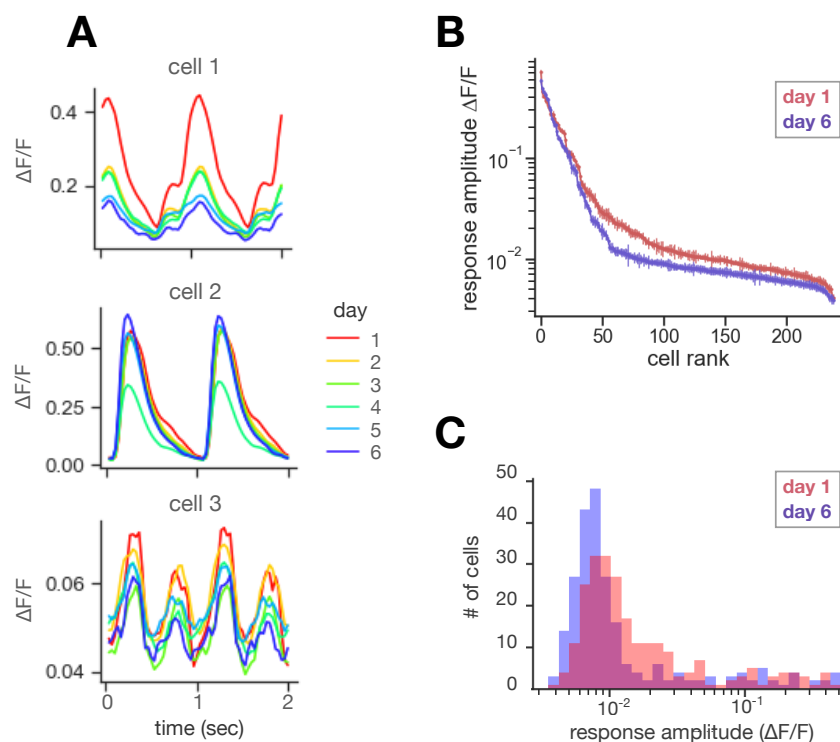 A
cell 1
ΔF/F
0.4
0.2
cell 2
ΔF/F
0.50
0.25
0.00
day
1
2
3
4
5
6
cell 3
ΔF/F
0.06
0.04
0 1 2
time (sec)
B
response amplitude ΔF/F
10⁻¹
10⁻²
0 50 100 150 200
cell rank
day 1
day 6
C
# of cells
50
40
30
20
10
0
10⁻² 10⁻¹
response amplitude (ΔF/F)
day 1
day 6